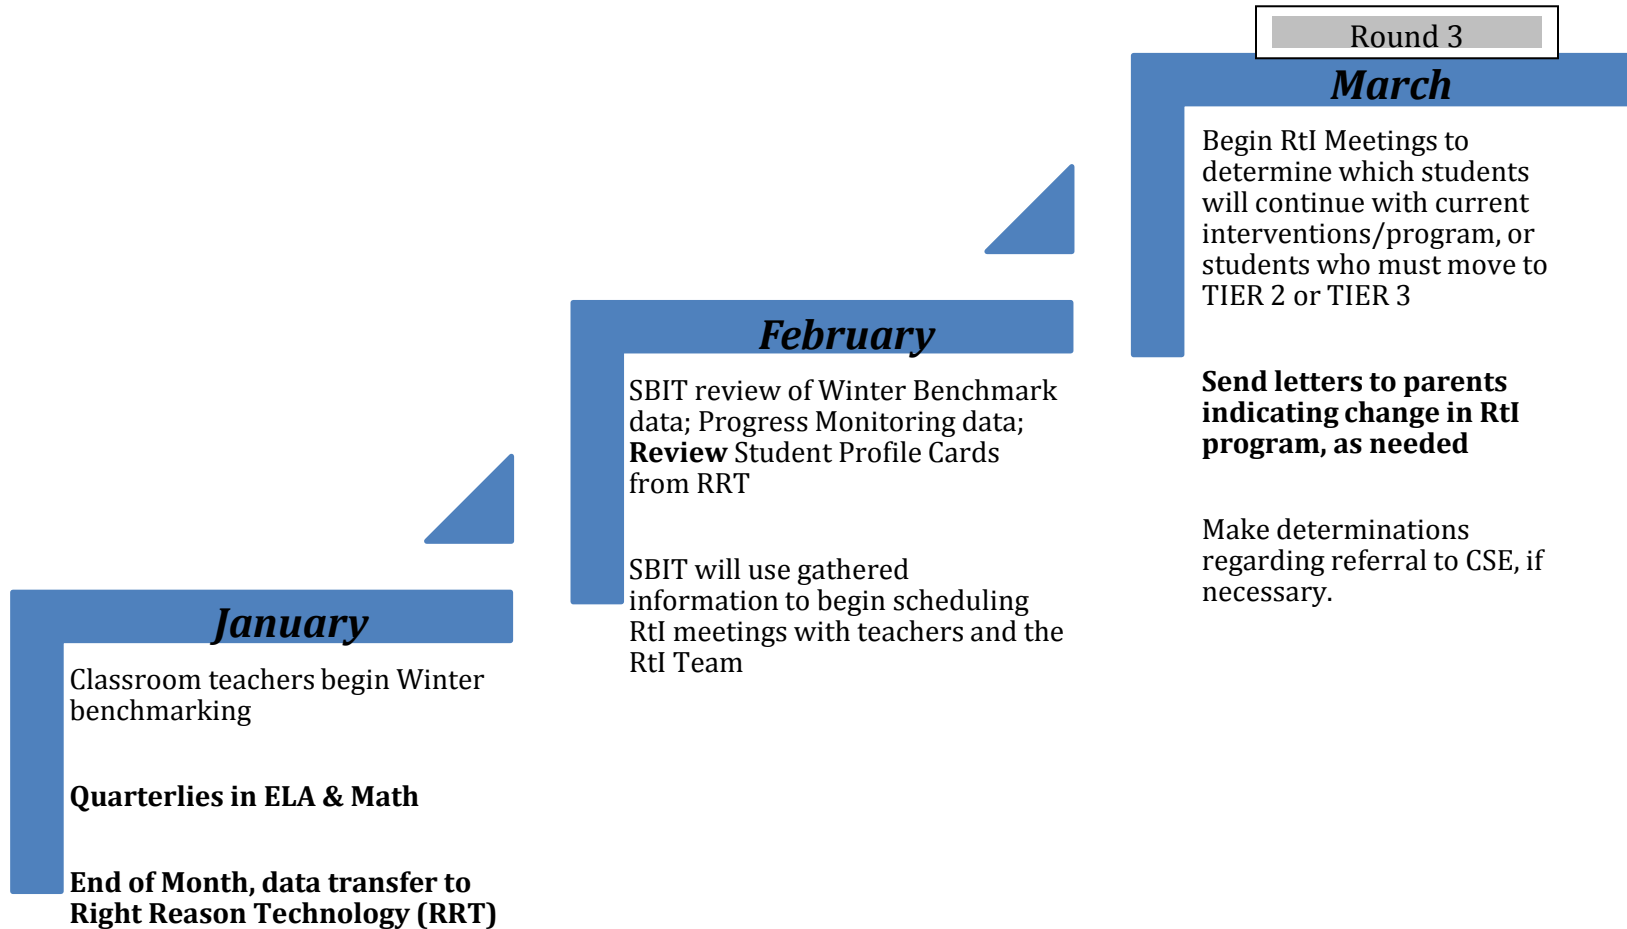 January
Classroom teachers begin Winter
benchmarking
Quarterlies in ELA & Math
End of Month, data transfer to
Right Reason Technology (RRT)
February
SBIT review of Winter Benchmark
data; Progress Monitoring data;
Review Student Profile Cards
from RRT
SBIT will use gathered
information to begin scheduling
RtI meetings with teachers and the
RtI Team
Round 3
March
Begin RtI Meetings to
determine which students
will continue with current
interventions/program, or
students who must move to
TIER 2 or TIER 3
Send letters to parents
indicating change in RtI
program, as needed
Make determinations
regarding referral to CSE, if
necessary.